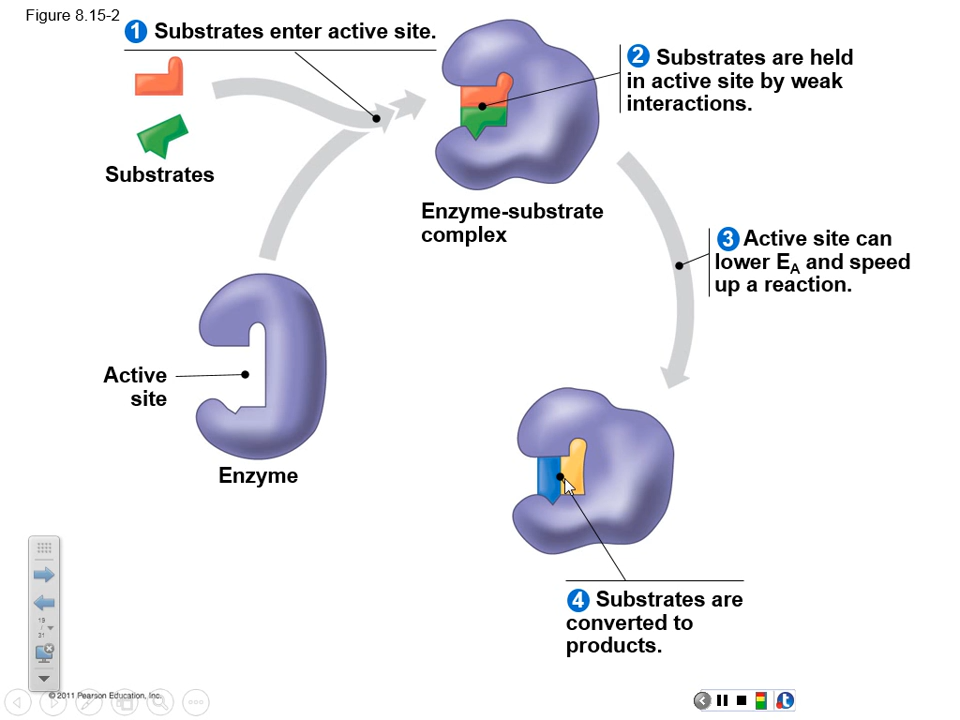 Figure 8.15-2
1 Substrates enter active site.
2 Substrates are held
in active site by weak
interactions.
Substrates
Enzyme-substrate
complex
3 Active site can
lower EA and speed
up a reaction.
Active
site
Enzyme
4 Substrates are
converted to
products.
19
/
31
© 2011 Pearson Education, Inc.
t